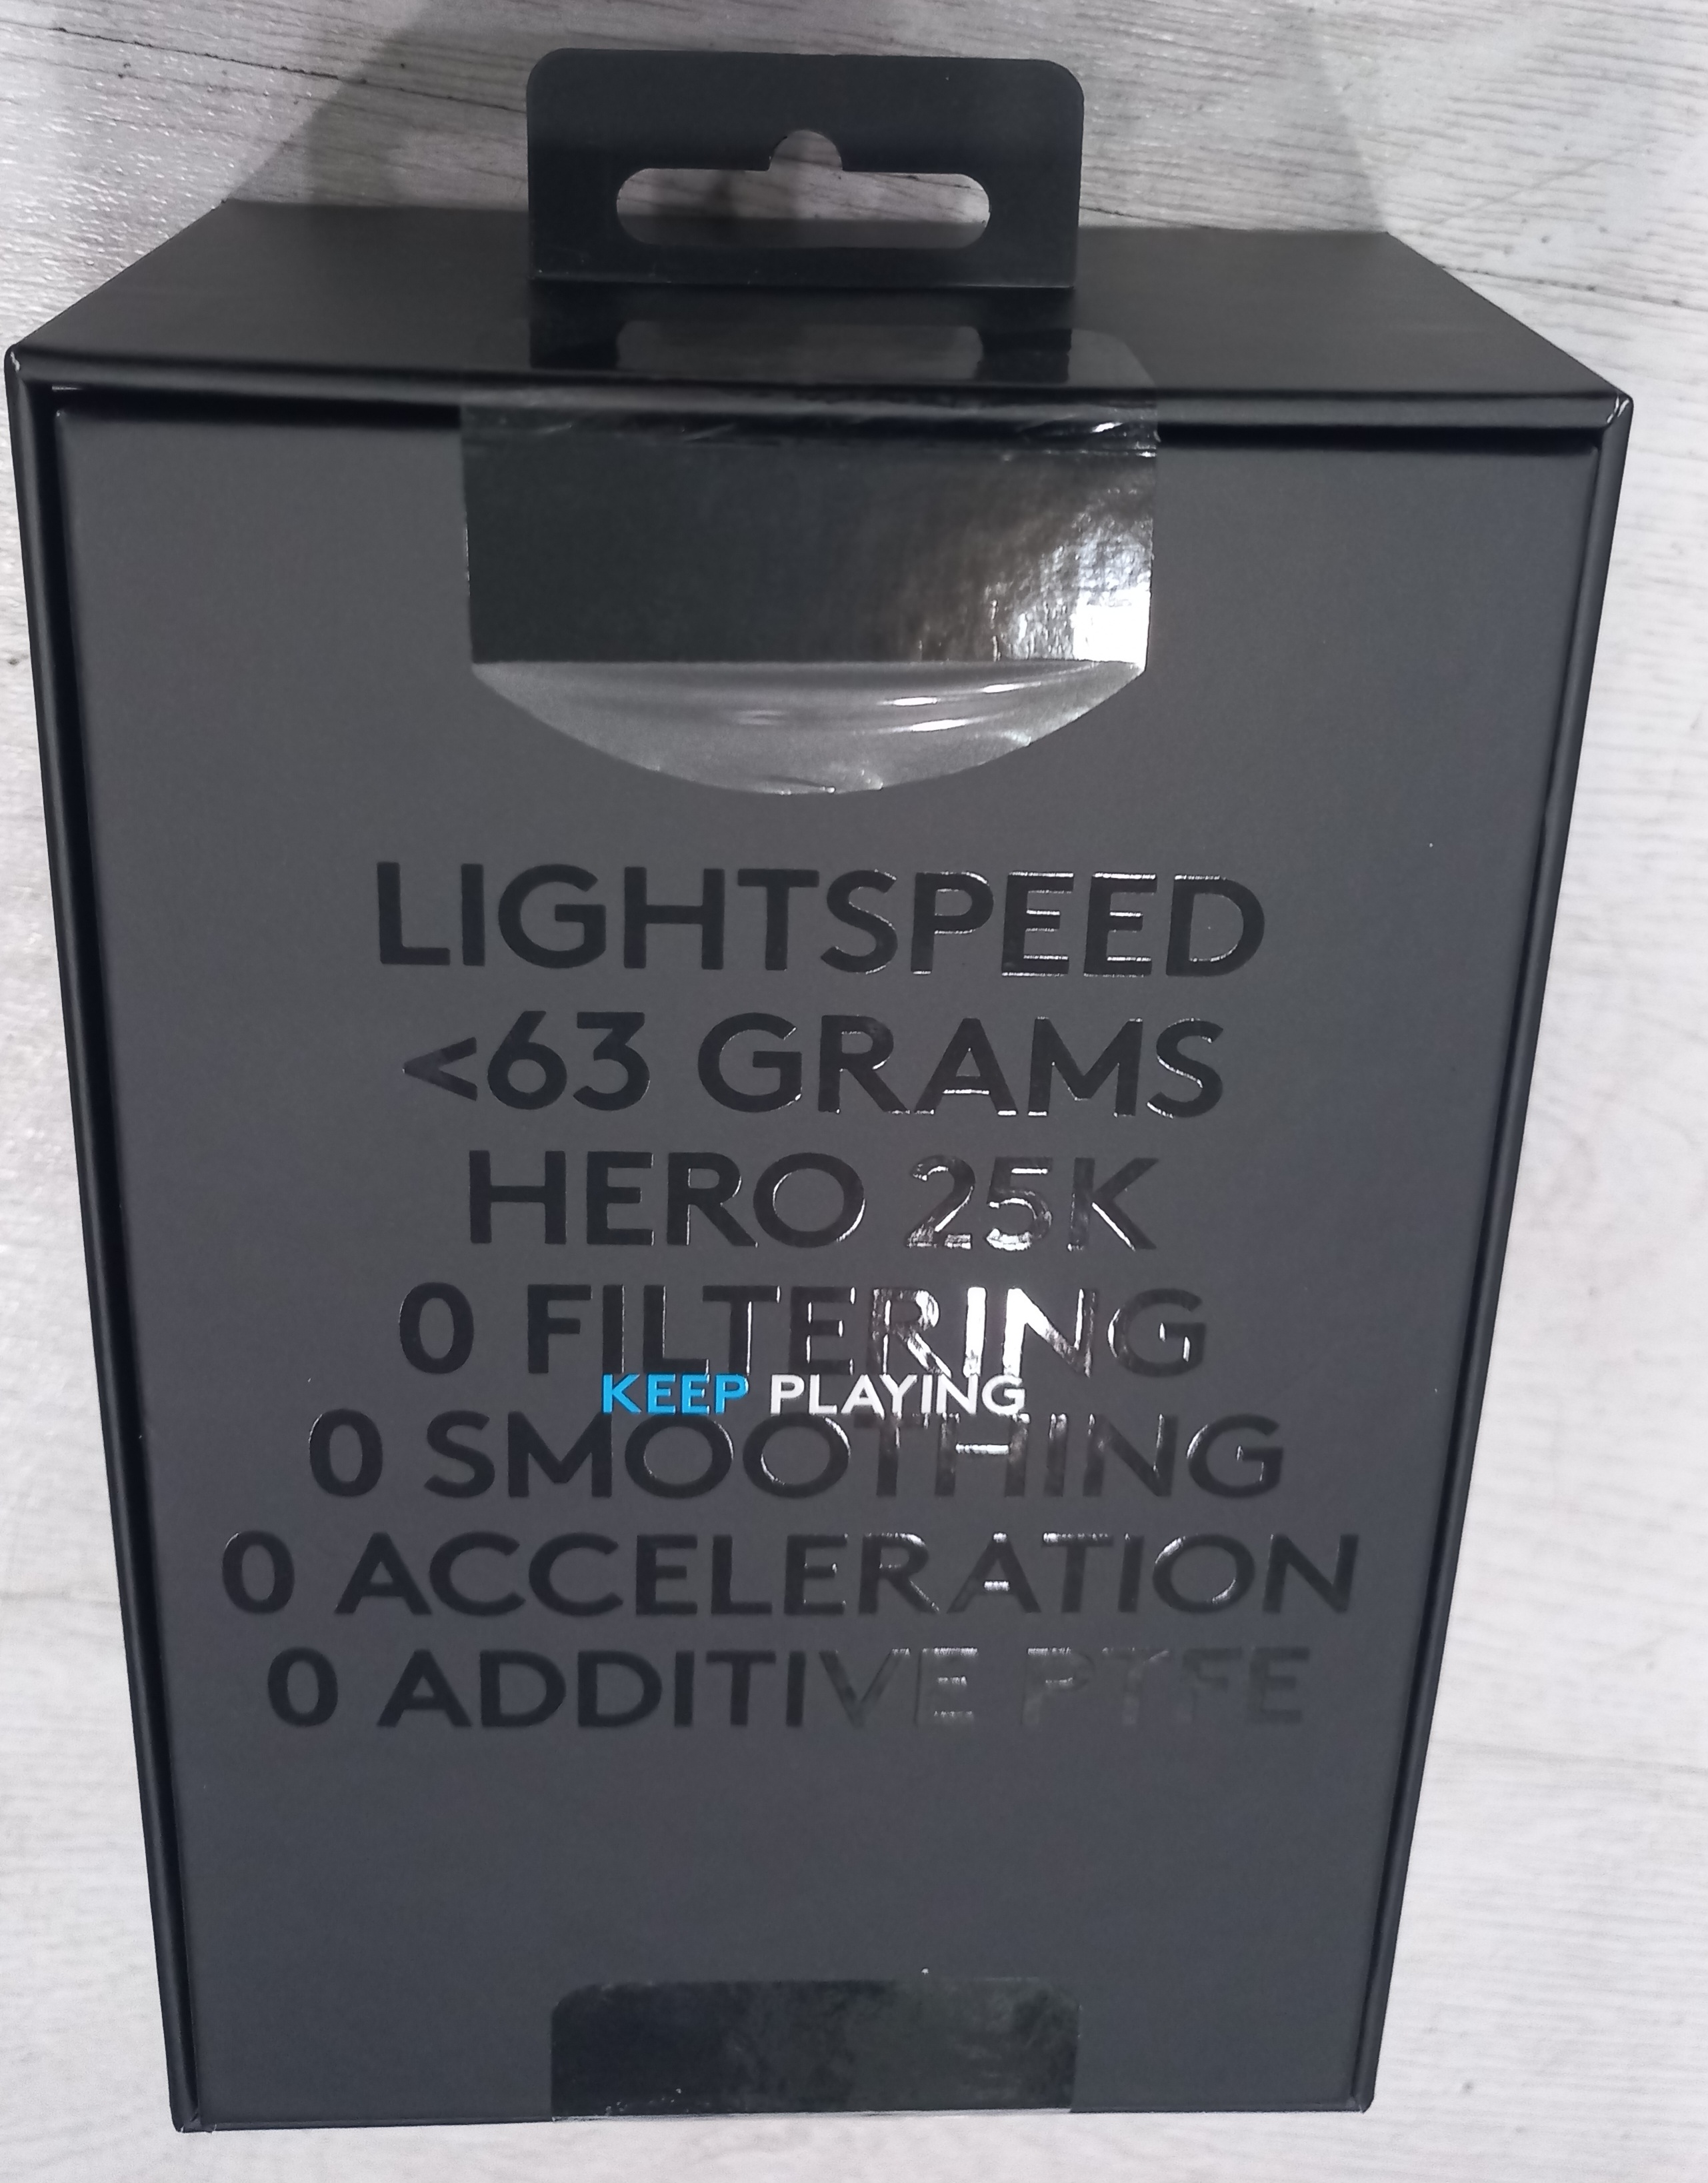 LIGHTSPEED
<63 GRAMS
HERO 25K
0 FILTERING
KEEP PLAYING
0 SMOOTHING
0 ACCELERATION
0 ADDITIVE PTFE